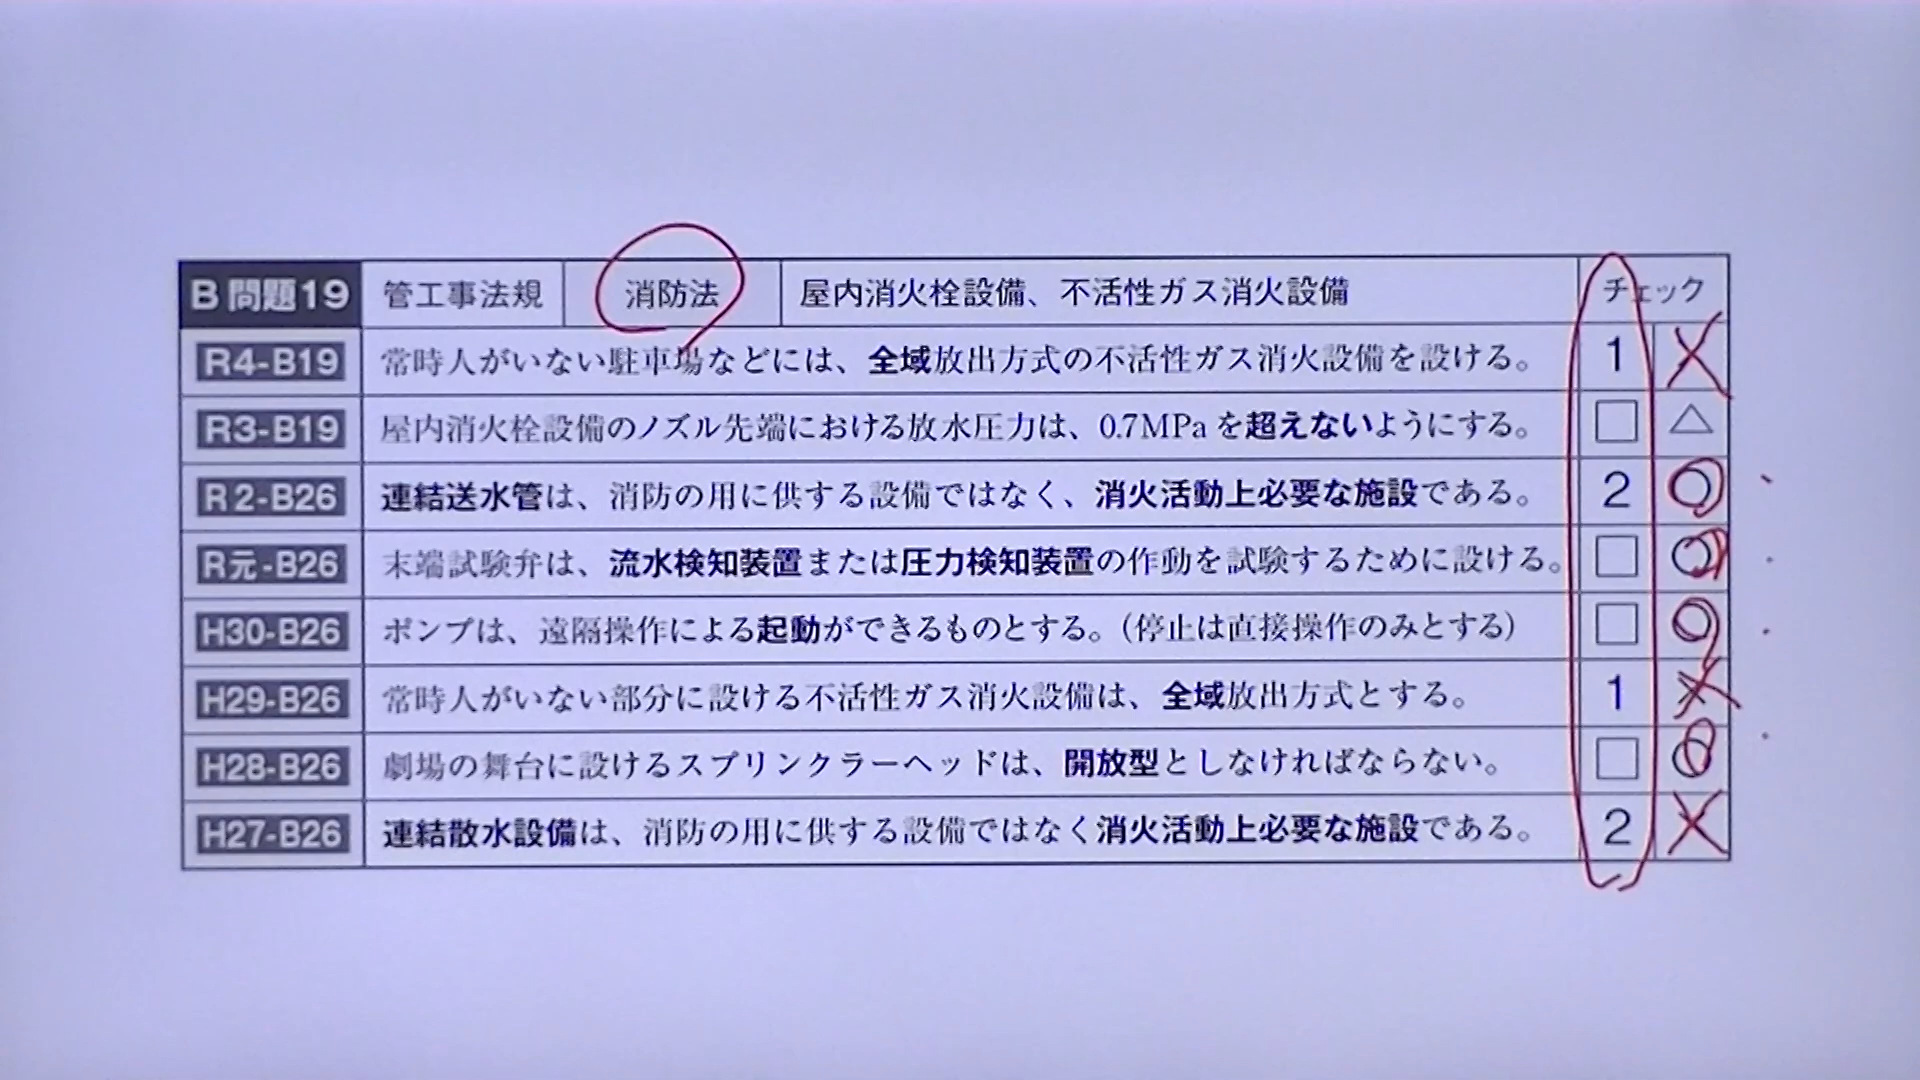 B 問題19 管工事法規 消防法 屋内消火栓設備、不活性ガス消火設備 チェック
R4-B19 常時人がいない駐車場などには、全域放出方式の不活性ガス消火設備を設ける。 1 ×
R3-B19 屋内消火栓設備のノズル先端における放水圧力は、0.7MPaを超えないようにする。 □ △
R2-B26 連結送水管は、消防の用に供する設備ではなく、消火活動上必要な施設である。 2 ○
R元-B26 末端試験弁は、流水検知装置または圧力検知装置の作動を試験するために設ける。 □ ○
H30-B26 ポンプは、遠隔操作による起動ができるものとする。(停止は直接操作のみとする) □ ○
H29-B26 常時人がいない部分に設ける不活性ガス消火設備は、全域放出方式とする。 1 ×
H28-B26 劇場の舞台に設けるスプリンクラーヘッドは、開放型としなければならない。 □ ○
H27-B26 連結散水設備は、消防の用に供する設備ではなく消火活動上必要な施設である。 2 ×